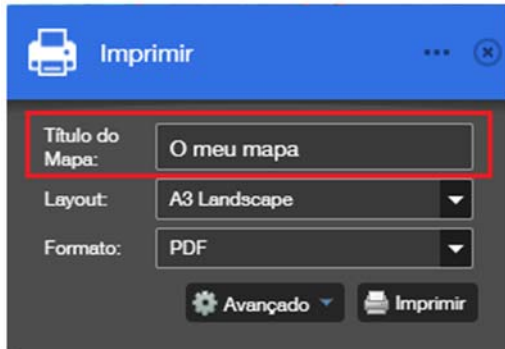 Imprimir
Título do
Mapa:
O meu mapa
Layout:
A3 Landscape
Formato:
PDF
Avançado
Imprimir